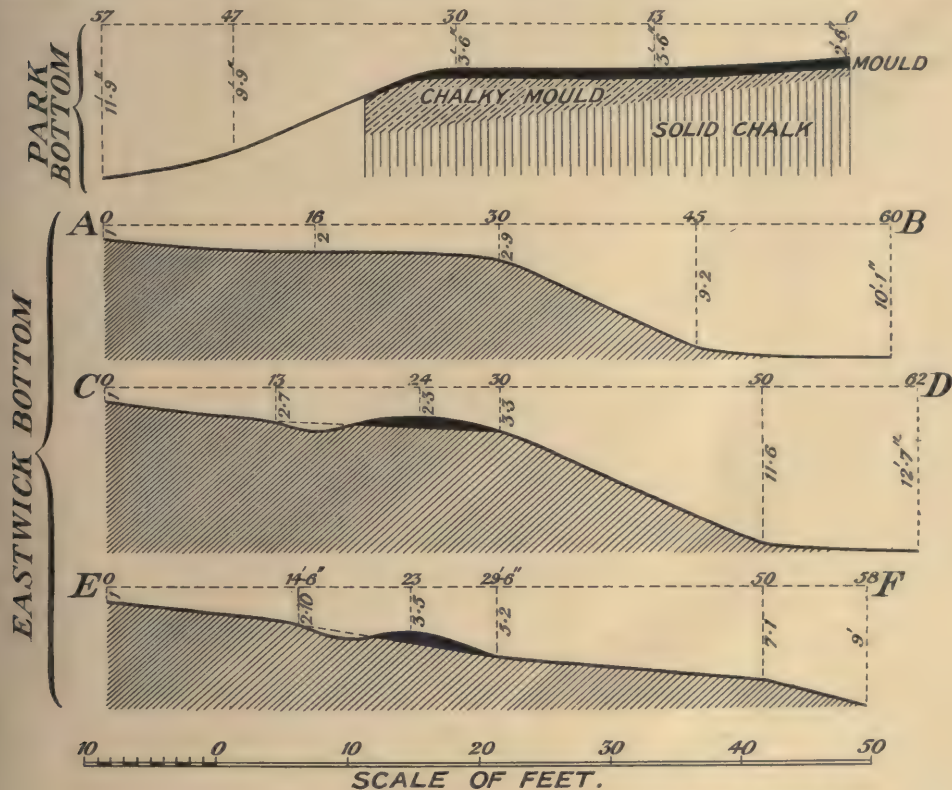 57 47 30 13 0
11·9" 9·9" 3'·6" 3'·6" 2'·6"
MOULD
CHALKY MOULD
SOLID CHALK
PARK
BOTTOM
A 0 16 30 45 60 B
1 2 2·9 9·2 10'·1"
C 0 13 24 30 50 62 D
1 2·7 2·3 3·3 11·6 12'·7"
E 0 14'·6" 23 29'·6" 50 58 F
1 2·10 3·3 5·2 7·1 9'
EASTWICK BOTTOM
10 0 10 21 30 40 50
SCALE OF FEET.